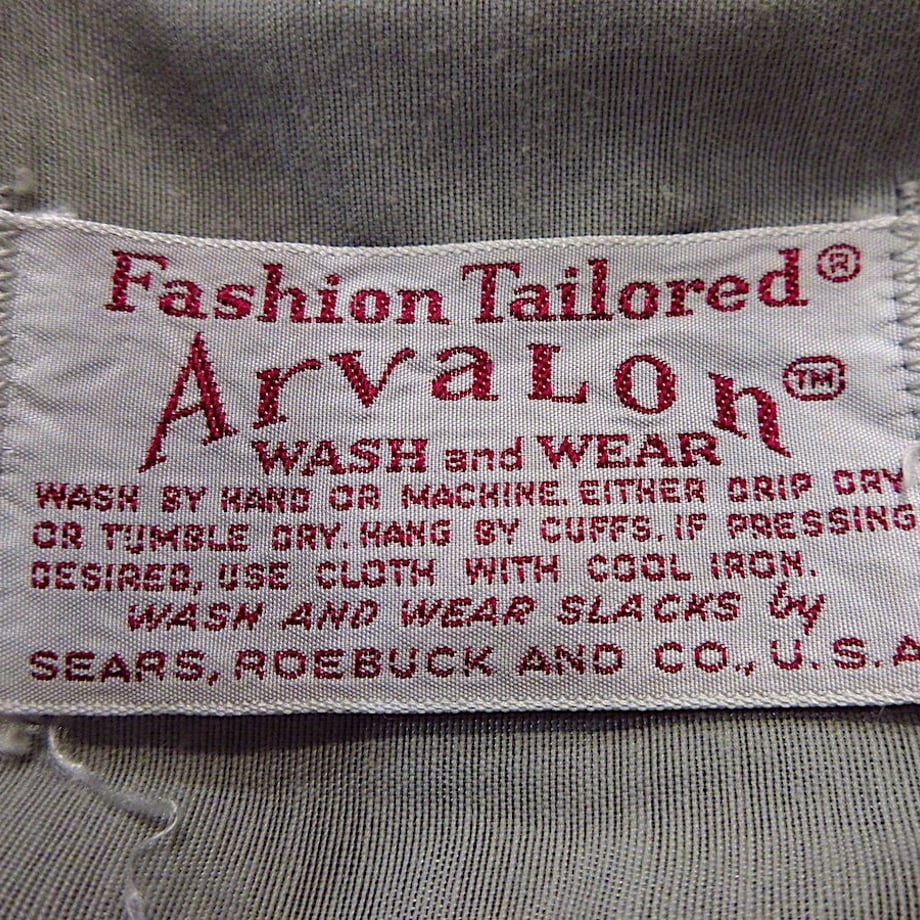 Fashion Tailored®
Arvalon™
WASH and WEAR
WASH BY HAND OR MACHINE. EITHER DRIP DRY
OR TUMBLE DRY. HANG BY CUFFS. IF PRESSING
DESIRED, USE CLOTH WITH COOL IRON.
WASH AND WEAR SLACKS by
SEARS, ROEBUCK AND CO., U.S.A